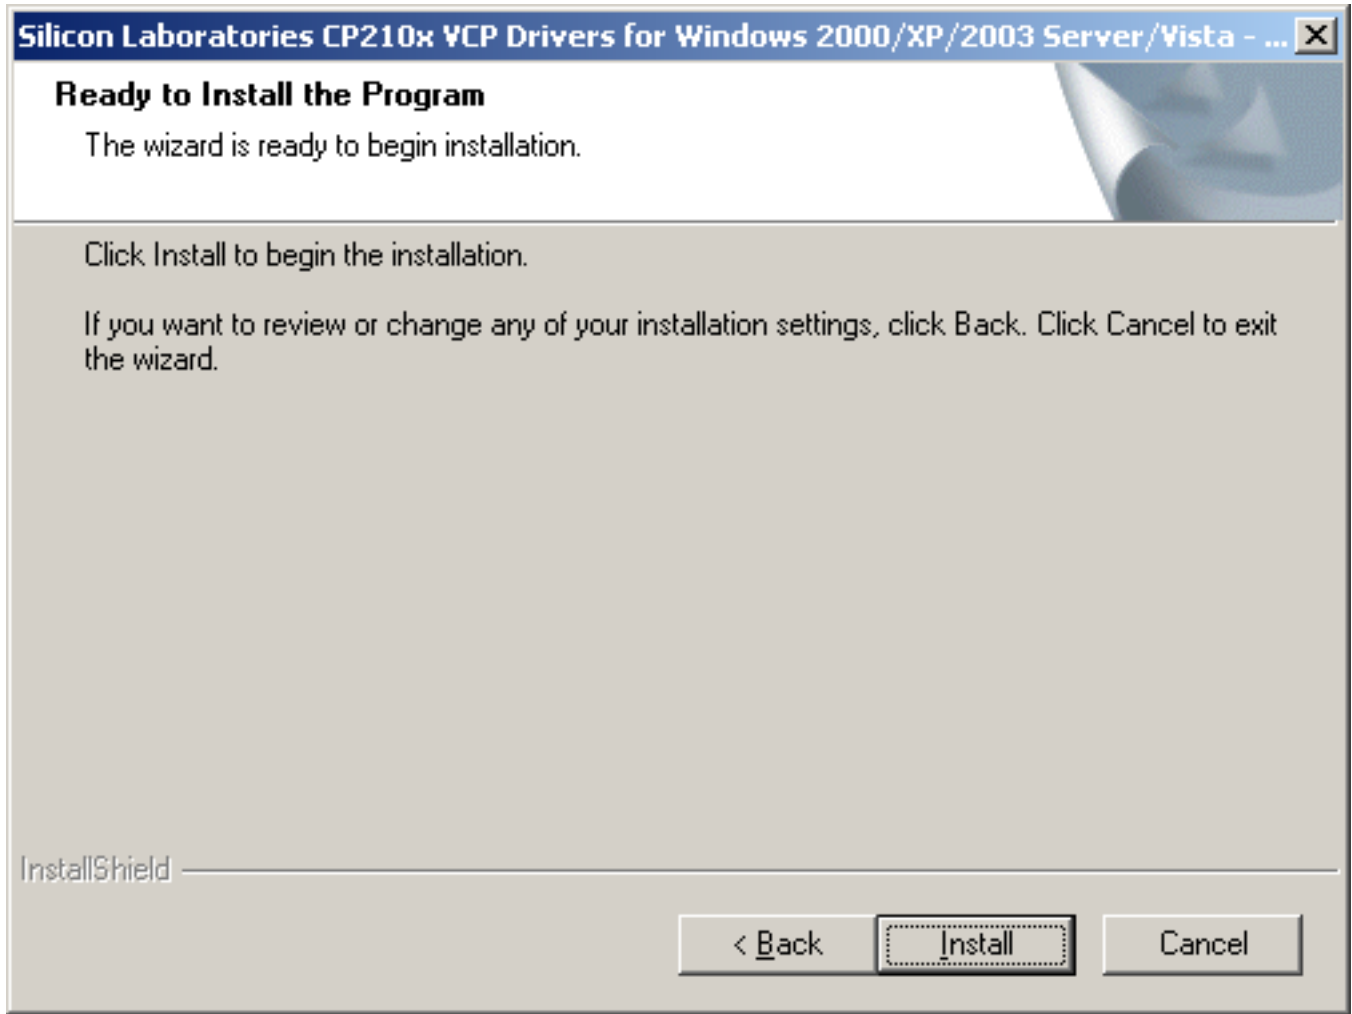 Silicon Laboratories CP210x VCP Drivers for Windows 2000/XP/2003 Server/Vista - ...
Ready to Install the Program
The wizard is ready to begin installation.
Click Install to begin the installation.
If you want to review or change any of your installation settings, click Back. Click Cancel to exit
the wizard.
InstallShield
< Back Install Cancel